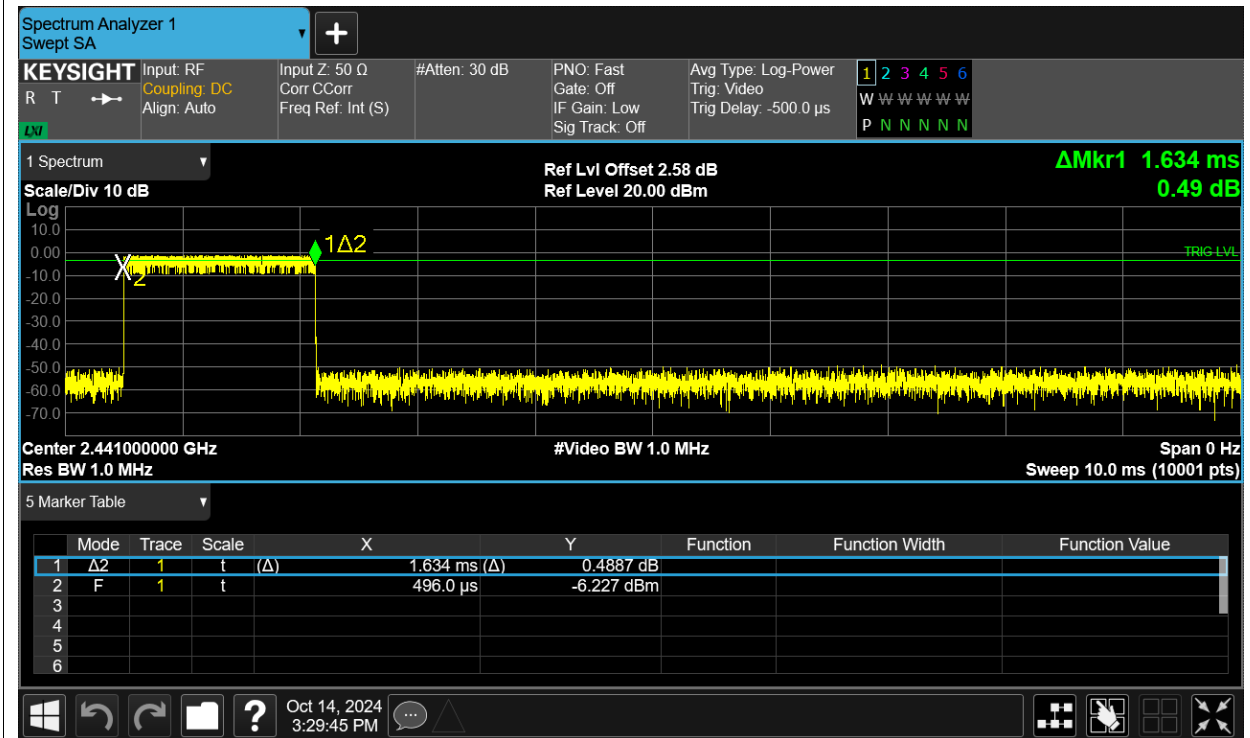 Spectrum Analyzer 1
Swept SA
+
KEYSIGHT Input: RF Input Z: 50 Ω #Atten: 30 dB PNO: Fast Avg Type: Log-Power 1 2 3 4 5 6
R T Coupling: DC Corr CCorr Gate: Off Trig: Video W W W W W W
Align: Auto Freq Ref: Int (S) IF Gain: Low Trig Delay: -500.0 µs
LXI Sig Track: Off P N N N N N
1 Spectrum Ref Lvl Offset 2.58 dB ΔMkr1 1.634 ms
Scale/Div 10 dB Ref Level 20.00 dBm 0.49 dB
Log
10.0
1Δ2
0.00 TRIG LVL
-10.0 X 2
-20.0
-30.0
-40.0
-50.0
-60.0
-70.0
Center 2.441000000 GHz #Video BW 1.0 MHz Span 0 Hz
Res BW 1.0 MHz Sweep 10.0 ms (10001 pts)
5 Marker Table
Mode Trace Scale X Y Function Function Width Function Value
1 Δ2 1 t (Δ) 1.634 ms (Δ) 0.4887 dB
2 F 1 t 496.0 µs -6.227 dBm
3
4
5
6
? Oct 14, 2024
3:29:45 PM